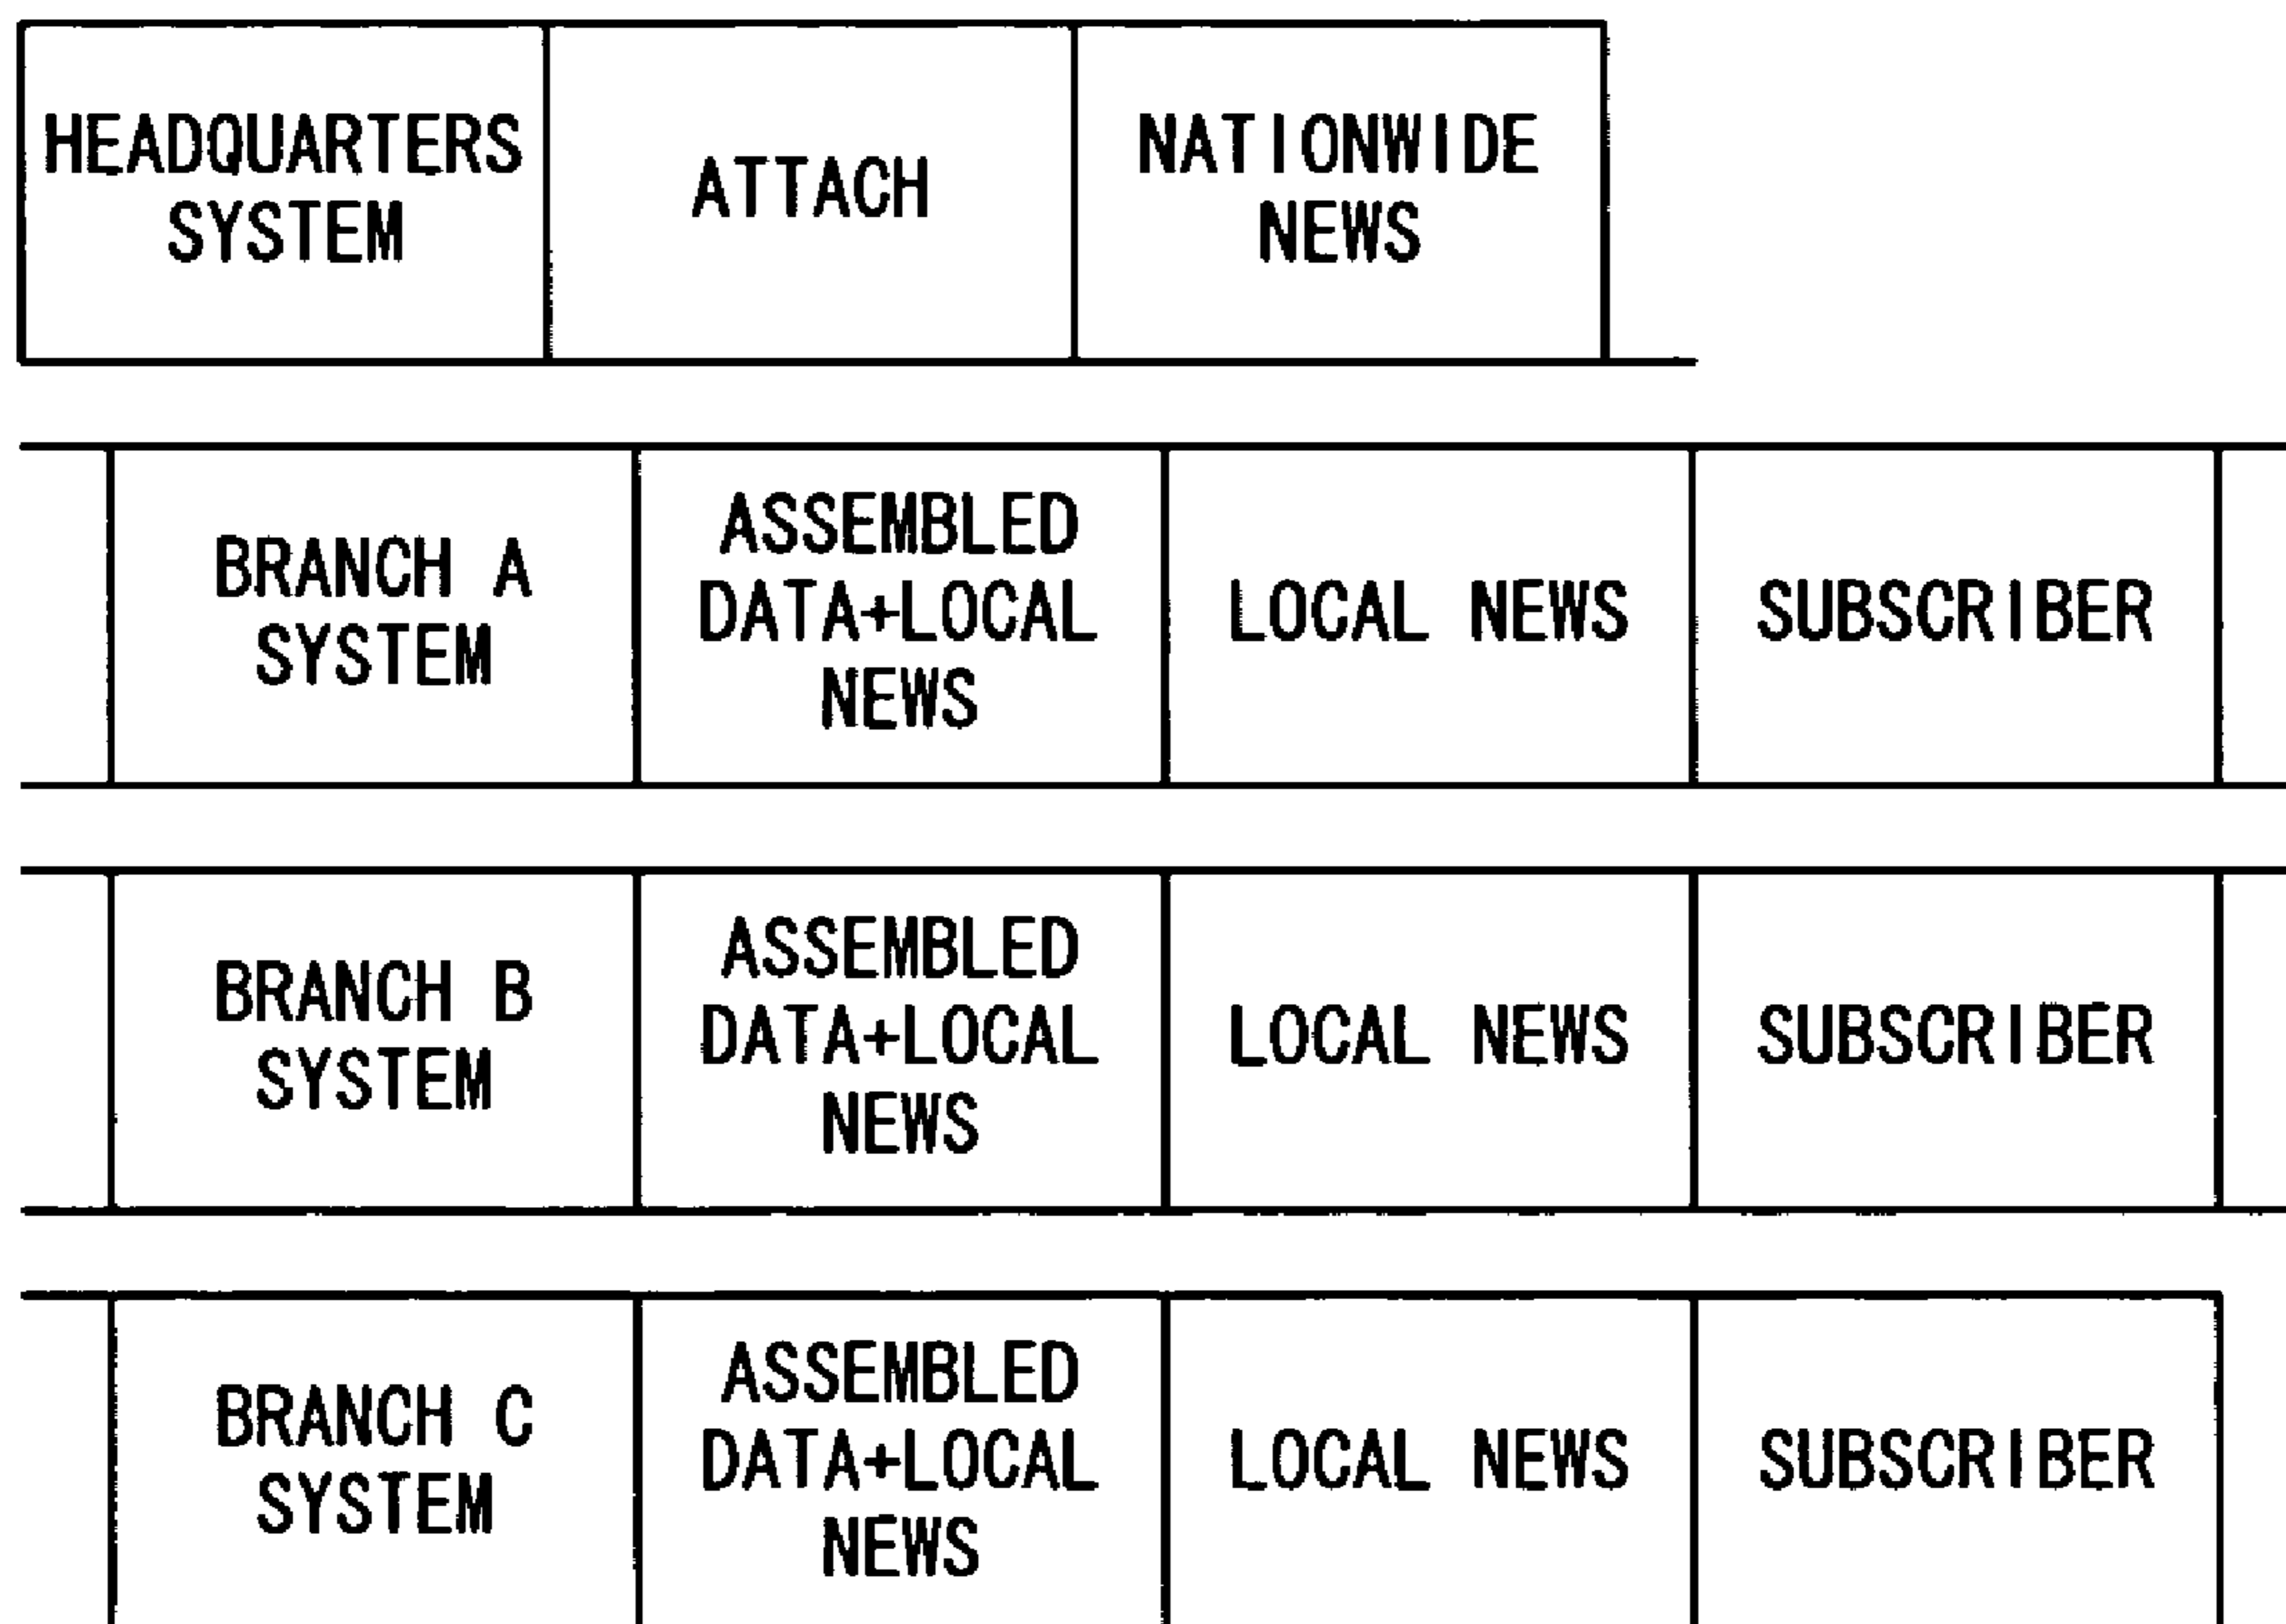 HEADQUARTERS
SYSTEM
ATTACH
NATIONWIDE
NEWS
BRANCH A
SYSTEM
ASSEMBLED
DATA+LOCAL
NEWS
LOCAL NEWS
SUBSCRIBER
BRANCH B
SYSTEM
ASSEMBLED
DATA+LOCAL
NEWS
LOCAL NEWS
SUBSCRIBER
BRANCH C
SYSTEM
ASSEMBLED
DATA+LOCAL
NEWS
LOCAL NEWS
SUBSCRIBER